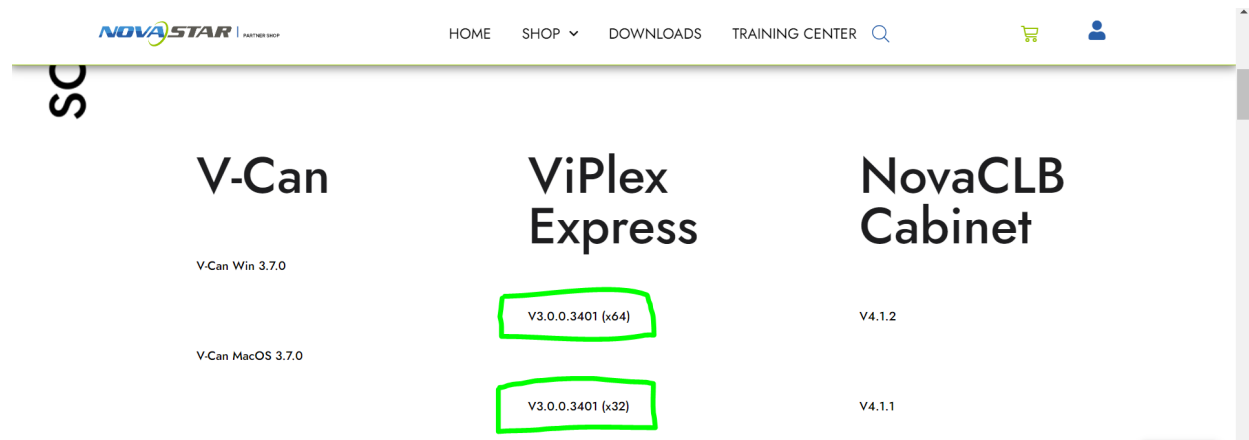 NOVASTAR | PARTNER SHOP
HOME SHOP DOWNLOADS TRAINING CENTER
SO
V-Can
V-Can Win 3.7.0
V-Can MacOS 3.7.0
ViPlex
Express
V3.0.0.3401 (x64)
V3.0.0.3401 (x32)
NovaCLB
Cabinet
V4.1.2
V4.1.1